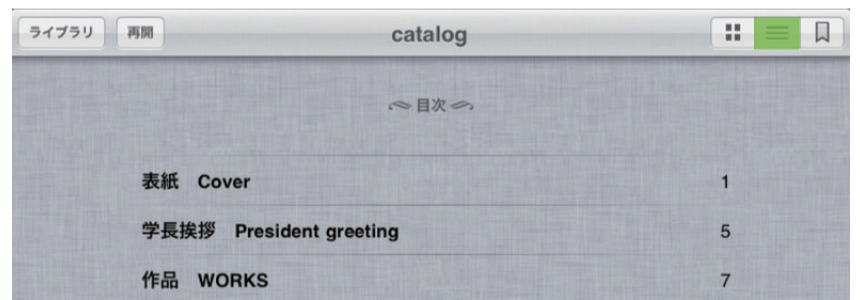 ライブラリ 再開 catalog
目次
表紙 Cover 1
学長挨拶 President greeting 5
作品 WORKS 7